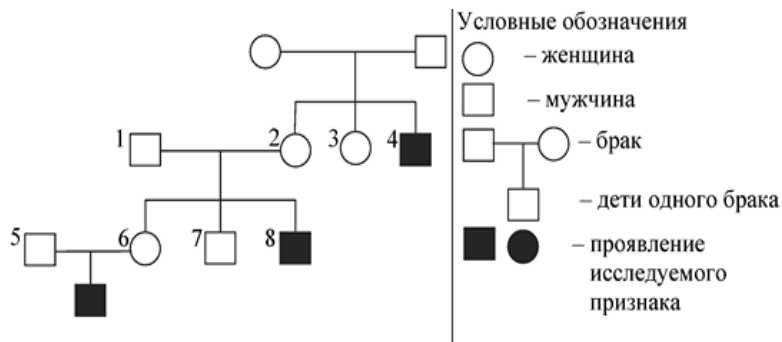 Условные обозначения
– женщина
– мужчина
– брак
– дети одного брака
– проявление
исследуемого
признака
1
2
3
4
5
6
7
8